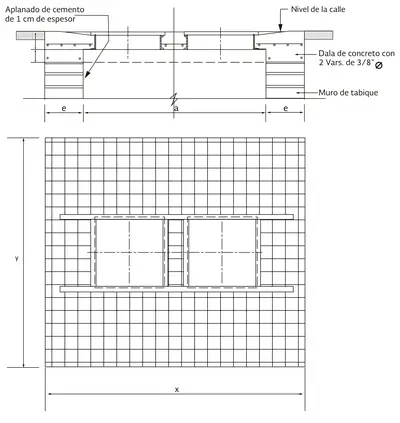 Aplanado de cemento
de 1 cm de espesor
Nivel de la calle
Dala de concreto con
2 Vars. de 3/8"Ø
Muro de tabique
e
a
e
y
x